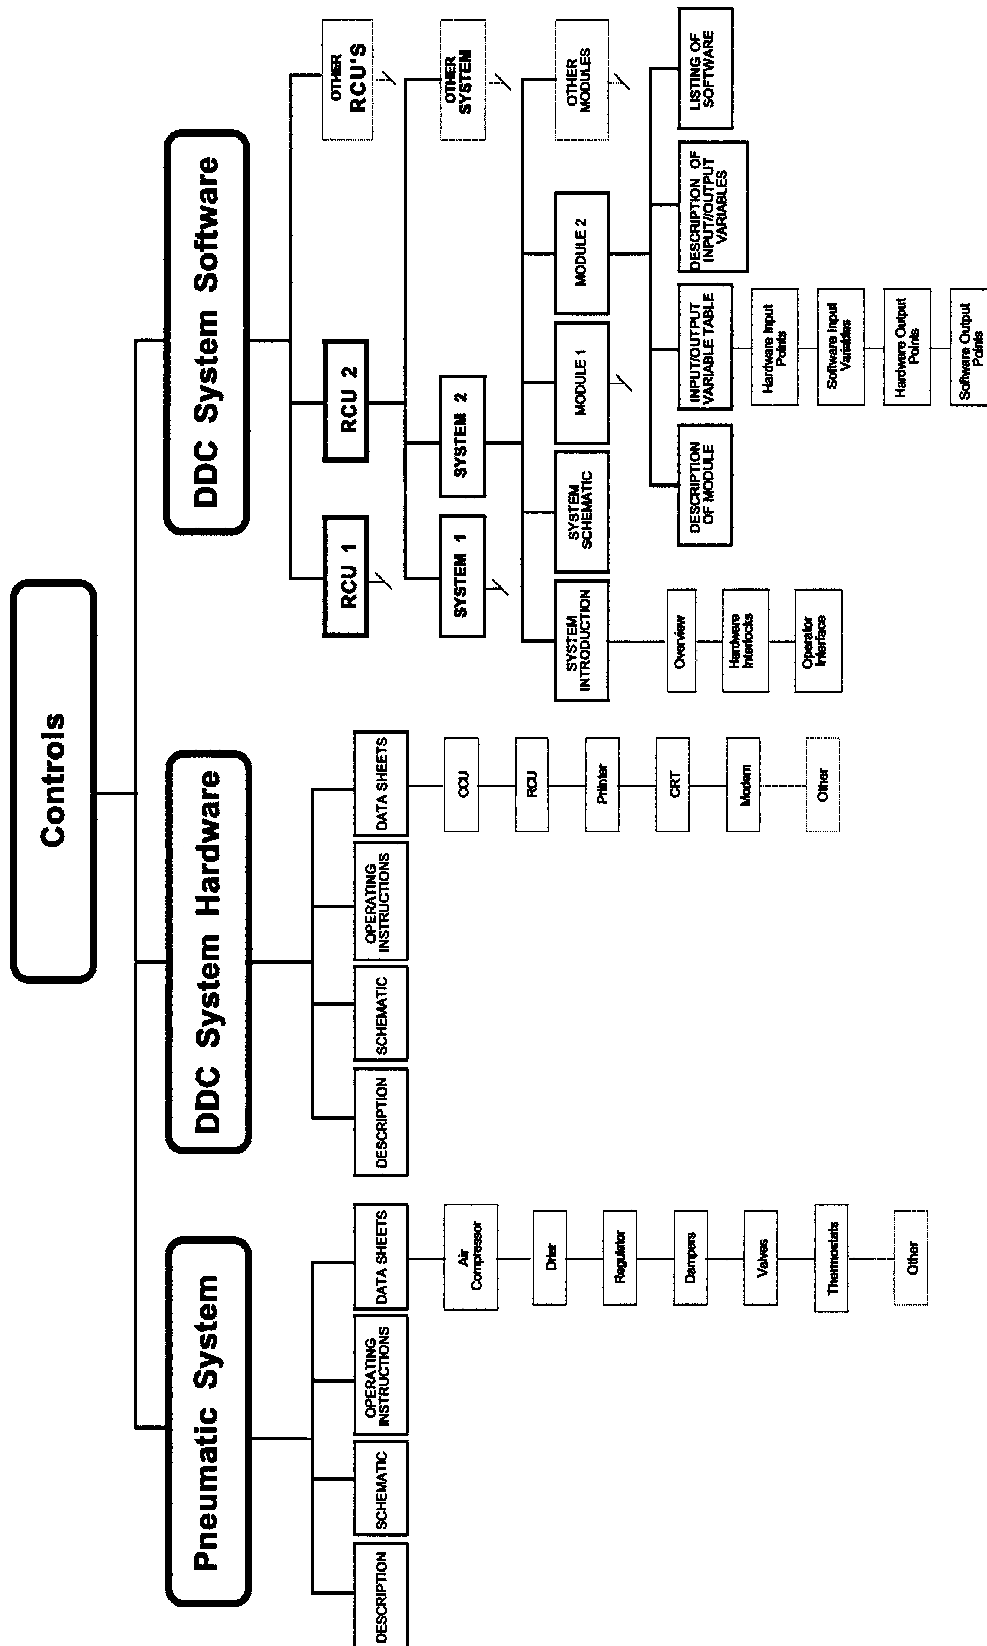 Controls
Pneumatic System
DDC System Hardware
DDC System Software
DESCRIPTION
SCHEMATIC
OPERATING
INSTRUCTIONS
DATA SHEETS
Air
Compressor
Drier
Regulator
Dampers
Valves
Thermostats
Other
DESCRIPTION
SCHEMATIC
OPERATING
INSTRUCTIONS
DATA SHEETS
CCU
RCU
Printer
CRT
Modem
Other
RCU 1
RCU 2
OTHER
RCU'S
SYSTEM 1
SYSTEM 2
OTHER
SYSTEM
SYSTEM
INTRODUCTION
SYSTEM
SCHEMATIC
MODULE 1
MODULE 2
OTHER
MODULES
Overview
Hardware
Interlocks
Operator
Interface
DESCRIPTION
OF MODULE
INPUT/OUTPUT
VARIABLE TABLE
DESCRIPTION OF
INPUT//OUTPUT
VARIABLES
LISTING OF
SOFTWARE
Hardware Input
Points
Software Input
Variables
Hardware Output
Points
Software Output
Points